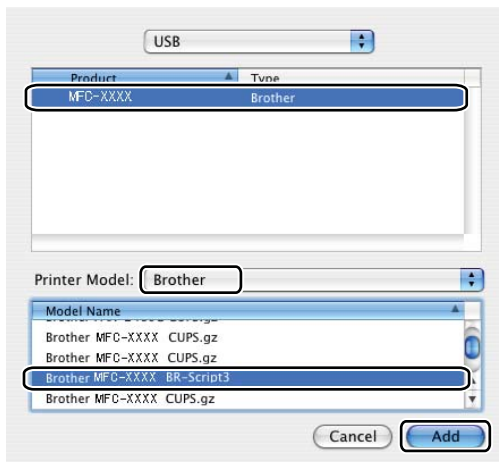 USB
Product Type
MFC-XXXX Brother
Printer Model: Brother
Model Name
Brother MFC-XXXX CUPS.gz
Brother MFC-XXXX CUPS.gz
Brother MFC-XXXX BR-Script3
Brother MFC-XXXX CUPS.gz
Cancel Add